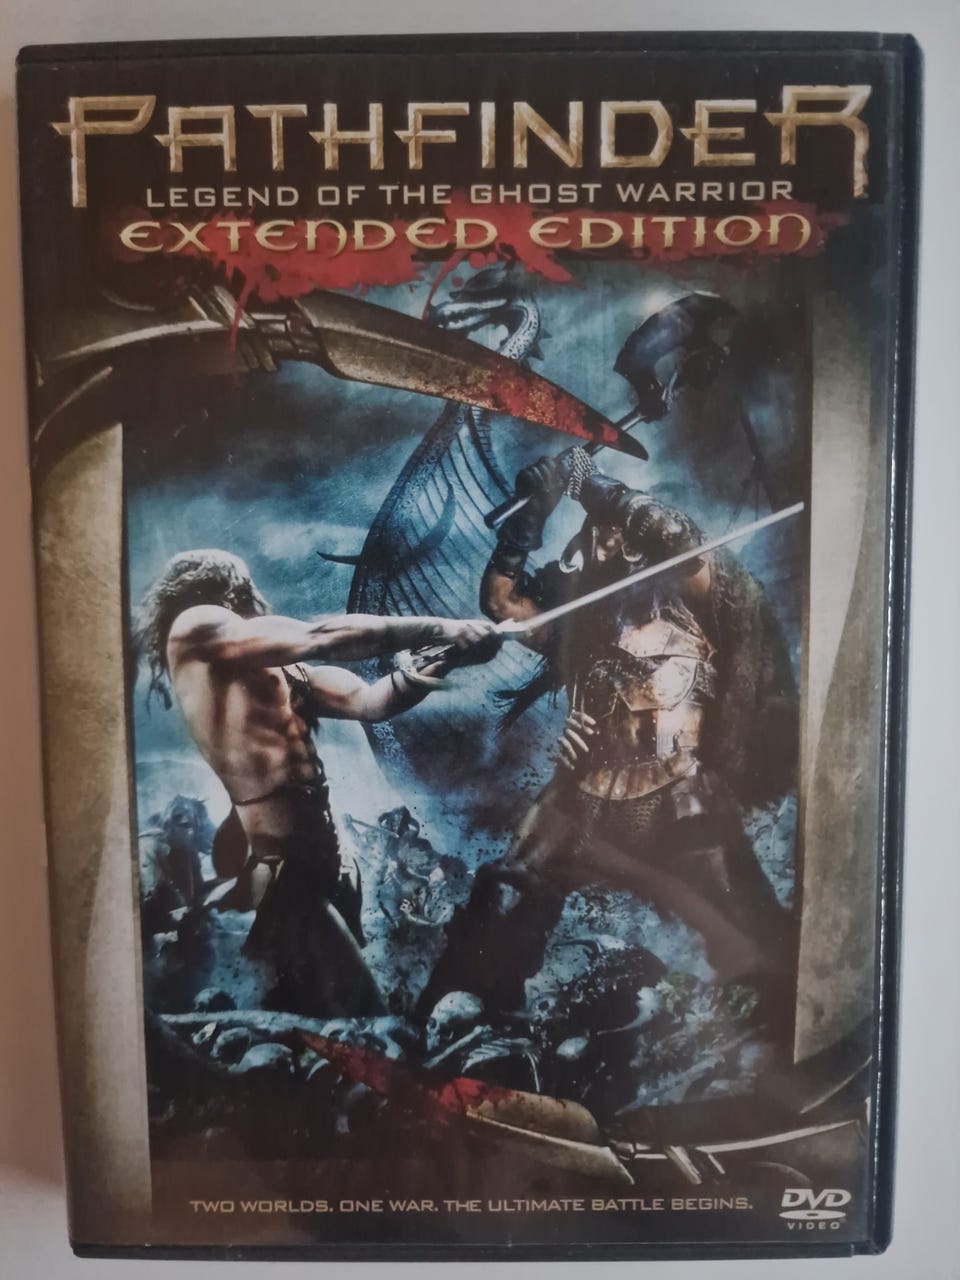 PATHFINDER
LEGEND OF THE GHOST WARRIOR
EXTENDED EDITION
TWO WORLDS. ONE WAR. THE ULTIMATE BATTLE BEGINS.
DVD
VIDEO